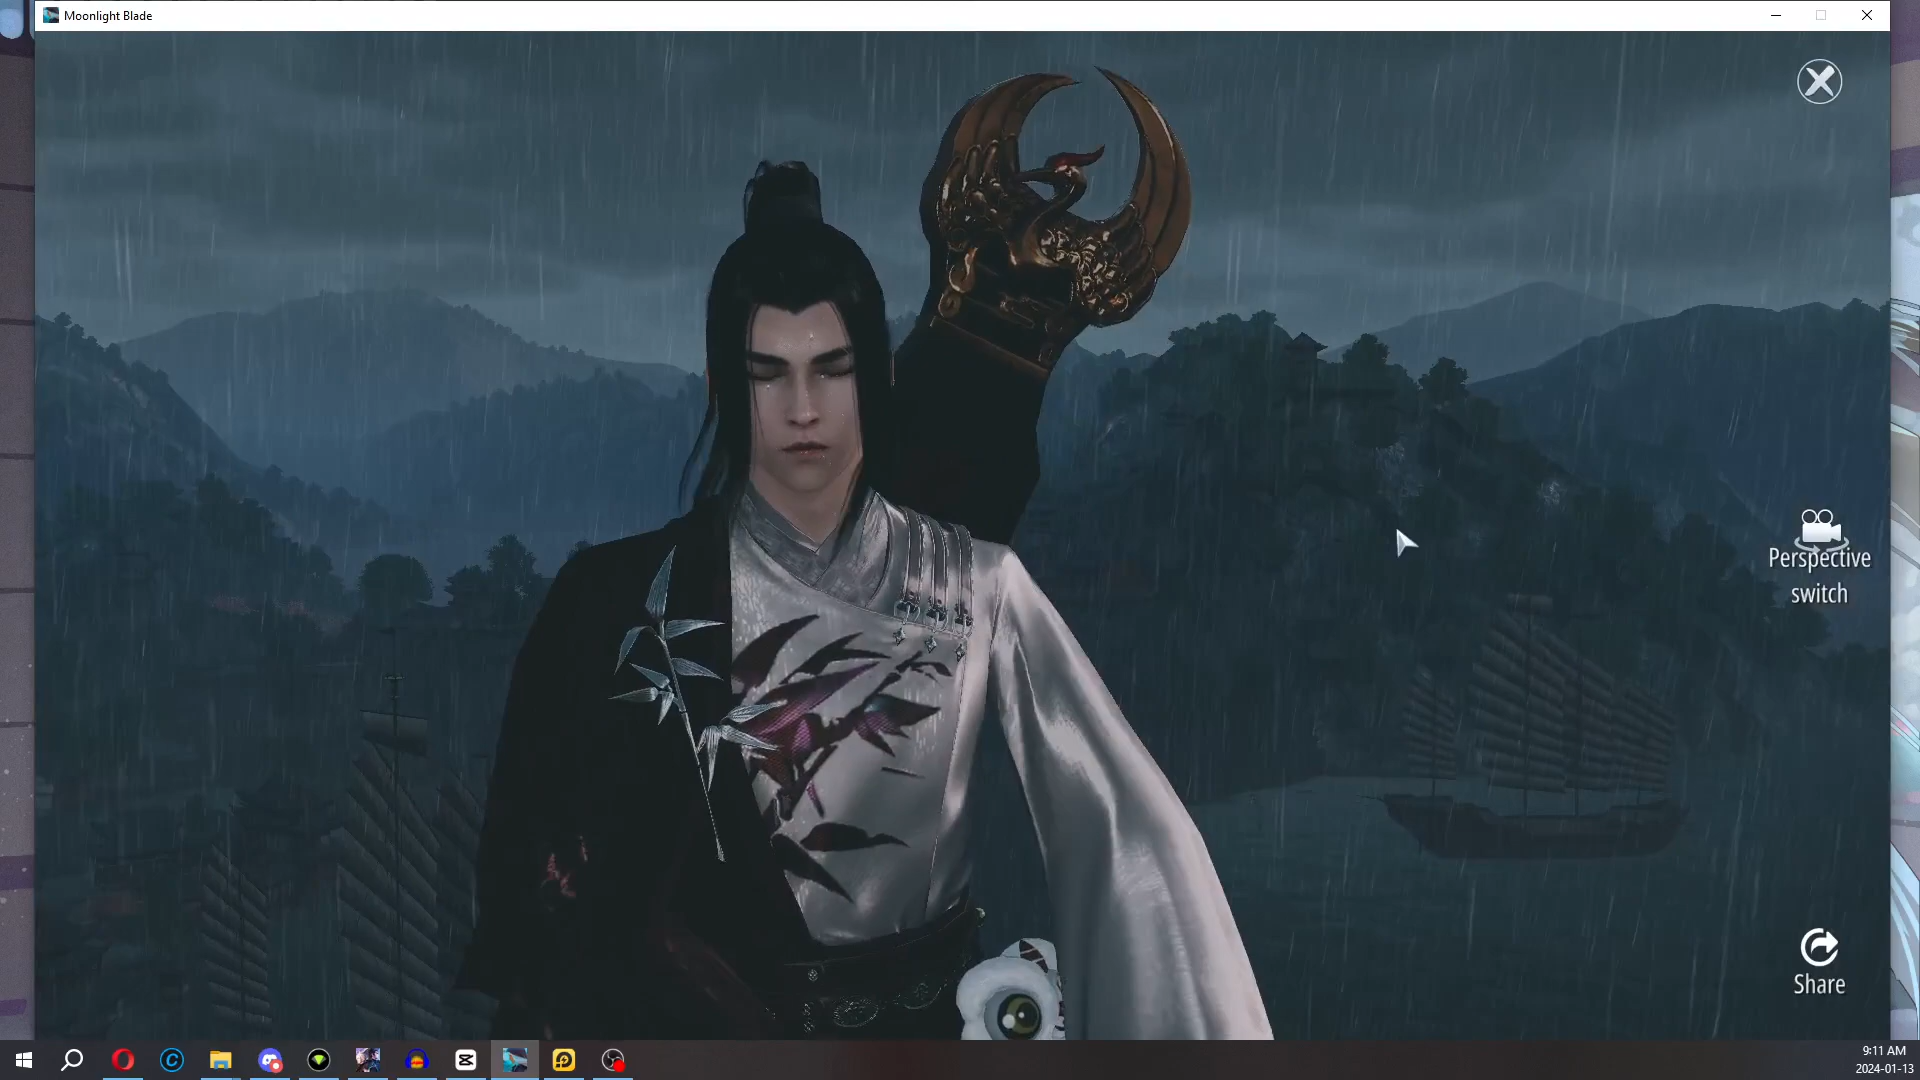 Moonlight Blade
Perspective
switch
Share
9:11 AM
2024-01-13